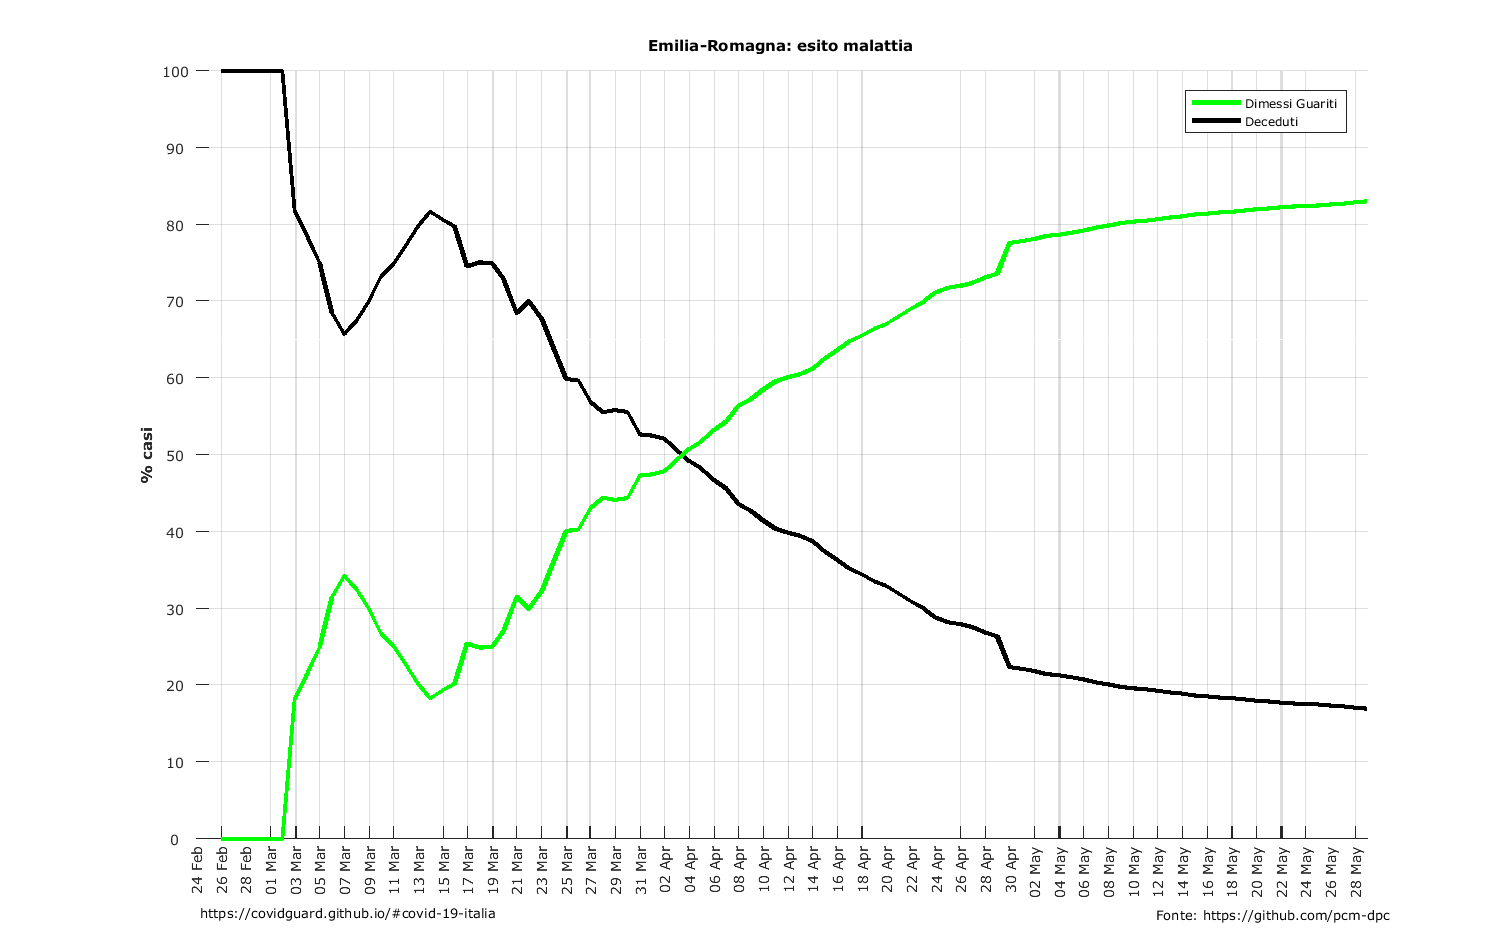 Emilia-Romagna: esito malattia
Dimessi Guariti
Deceduti
% casi
100
90
80
70
60
50
40
30
20
10
0
24 Feb
26 Feb
28 Feb
01 Mar
03 Mar
05 Mar
07 Mar
09 Mar
11 Mar
13 Mar
15 Mar
17 Mar
19 Mar
21 Mar
23 Mar
25 Mar
27 Mar
29 Mar
31 Mar
02 Apr
04 Apr
06 Apr
08 Apr
10 Apr
12 Apr
14 Apr
16 Apr
18 Apr
20 Apr
22 Apr
24 Apr
26 Apr
28 Apr
30 Apr
02 May
04 May
06 May
08 May
10 May
12 May
14 May
16 May
18 May
20 May
22 May
24 May
26 May
28 May
https://covidguard.github.io/#covid-19-italia
Fonte: https://github.com/pcm-dpc